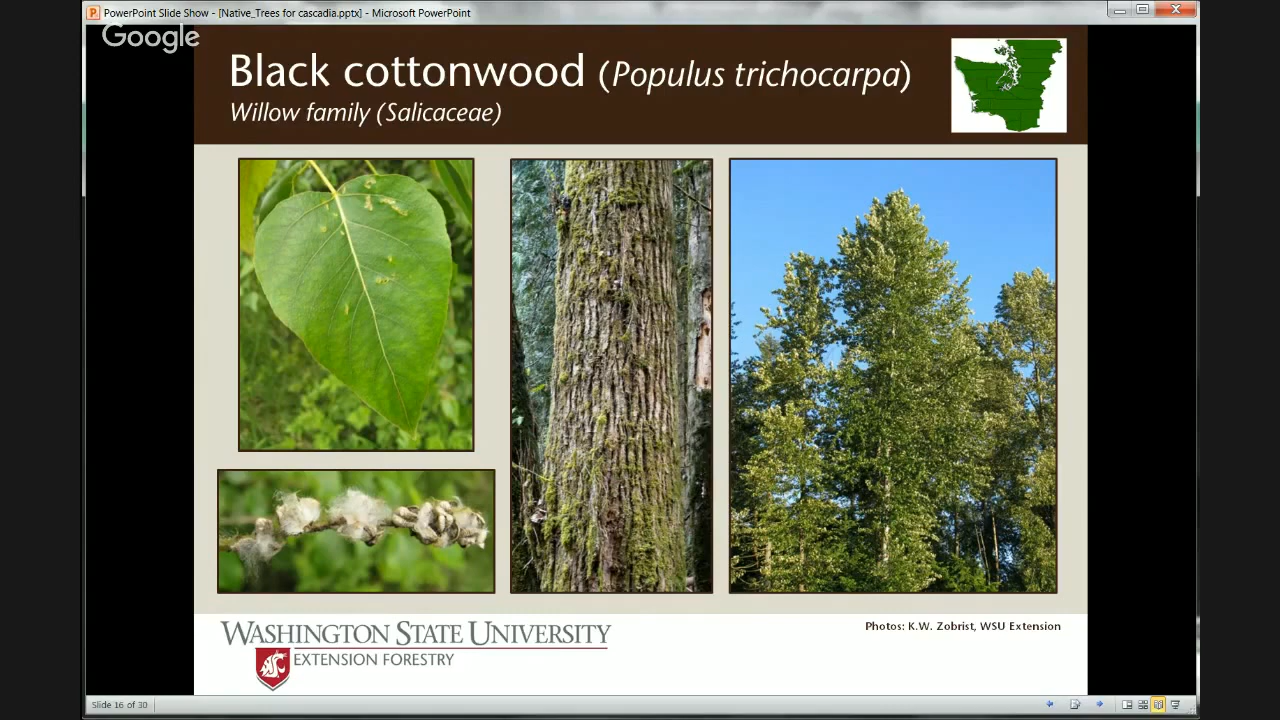 PowerPoint Slide Show - [Native_Trees for cascadia.pptx] - Microsoft PowerPoint
Google
Black cottonwood (Populus trichocarpa)
Willow family (Salicaceae)
WASHINGTON STATE UNIVERSITY
EXTENSION FORESTRY
Photos: K.W. Zobrist, WSU Extension
Slide 16 of 30